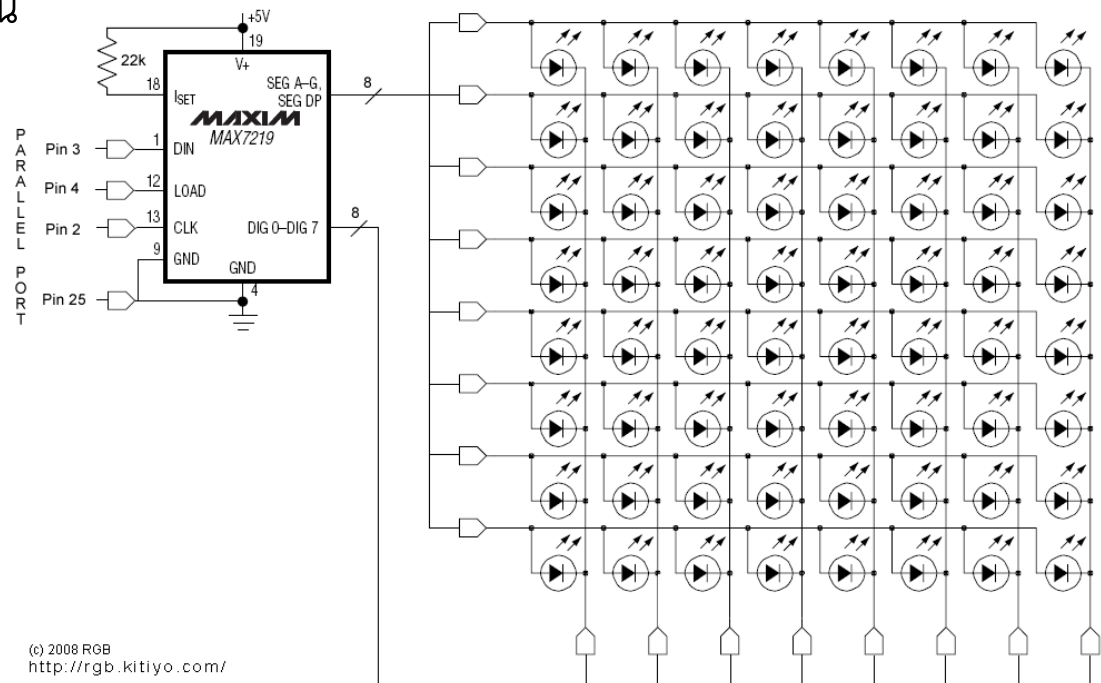 +5V
19
22k
V+
18
ISET
SEG A–G,
SEG DP
8
MAXIM
MAX7219
PARALLEL PORT
Pin 3
1
DIN
Pin 4
12
LOAD
Pin 2
13
CLK
DIG 0–DIG 7
8
9
GND
GND
4
Pin 25
(c) 2008 RGB
http://rgb.kitiyo.com/